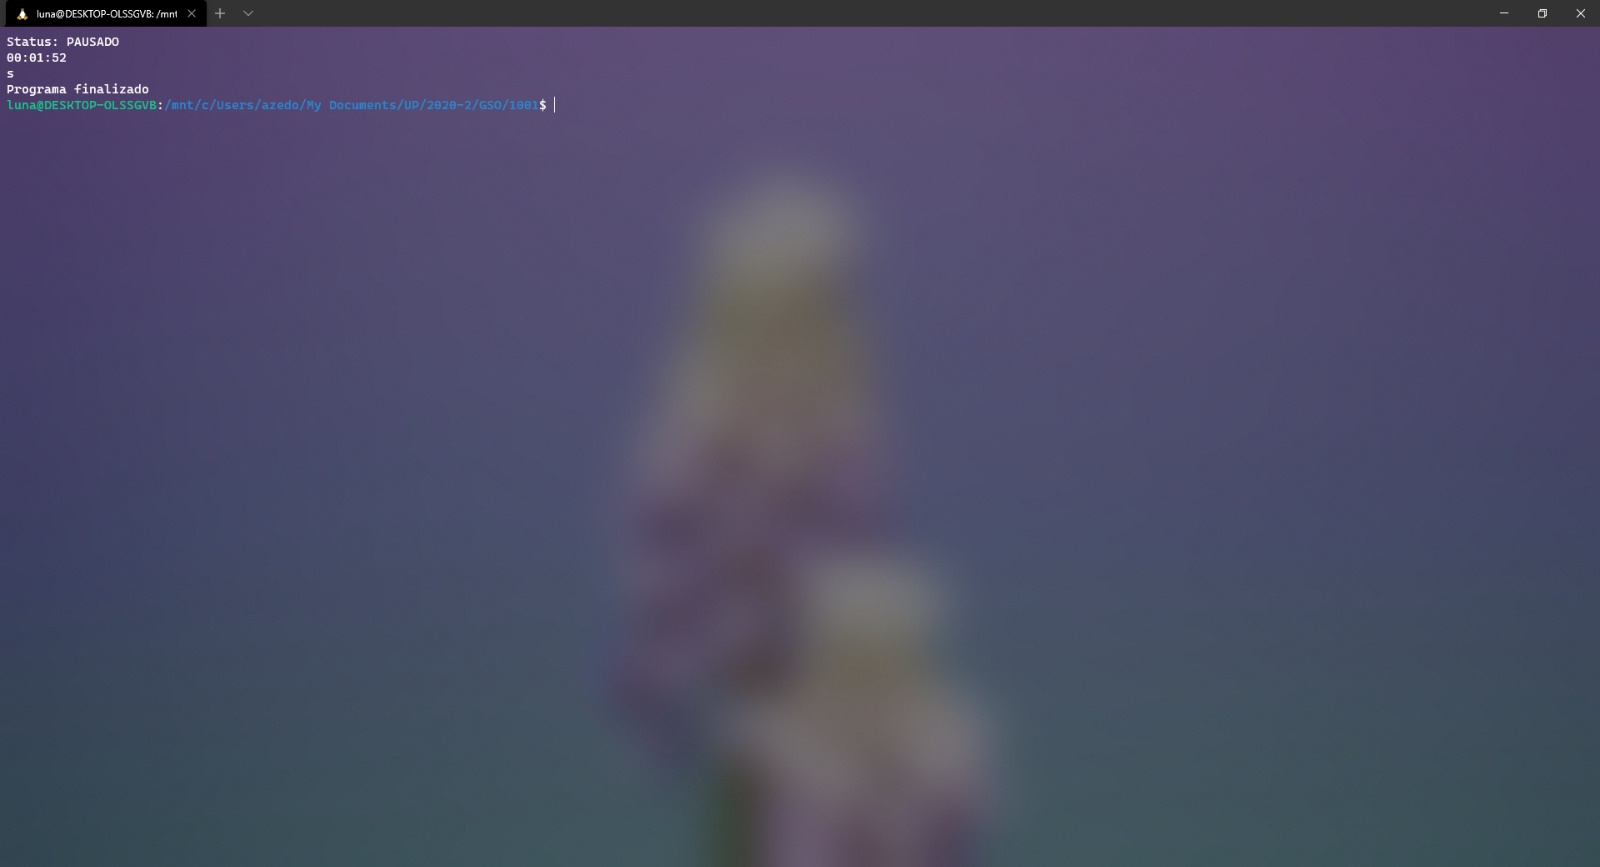 luna@DESKTOP-OLSSGVB: /mnt
Status: PAUSADO
00:01:52
s
Programa finalizado
luna@DESKTOP-OLSSGVB:/mnt/c/Users/azedo/My Documents/UP/2020-2/GSO/1001$